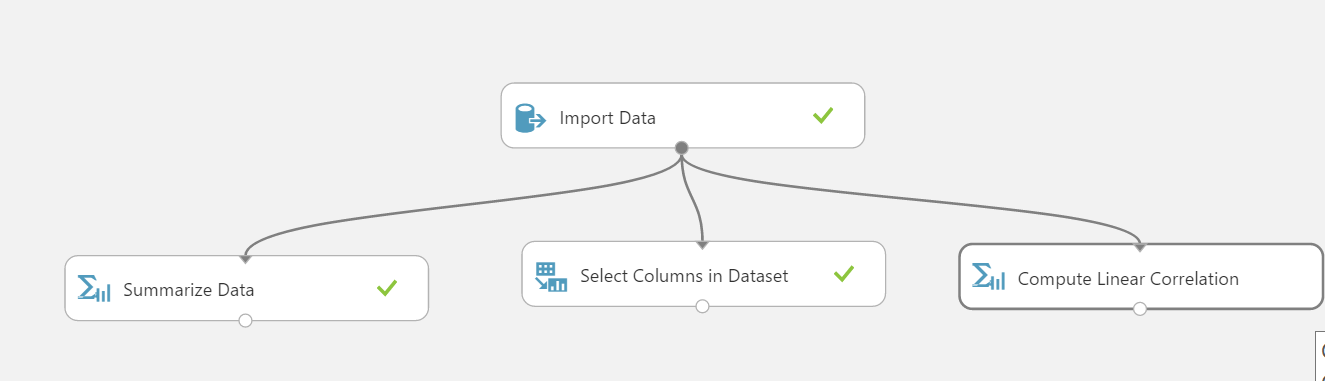 Import Data
Summarize Data
Select Columns in Dataset
Compute Linear Correlation